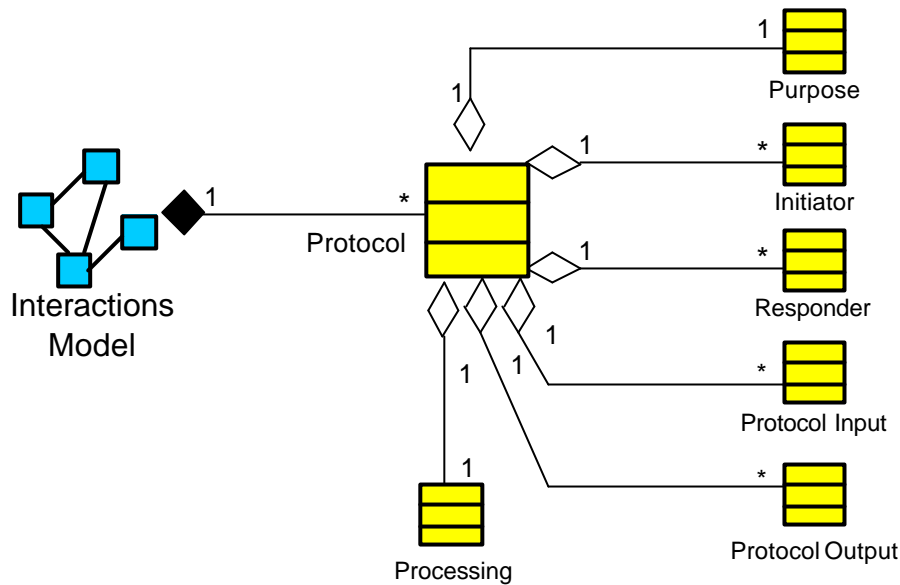 1
1
Purpose
1
*
Initiator
1
*
Protocol
Interactions
Model
1
*
Responder
1
*
Protocol Input
1
*
Protocol Output
1
1
Processing